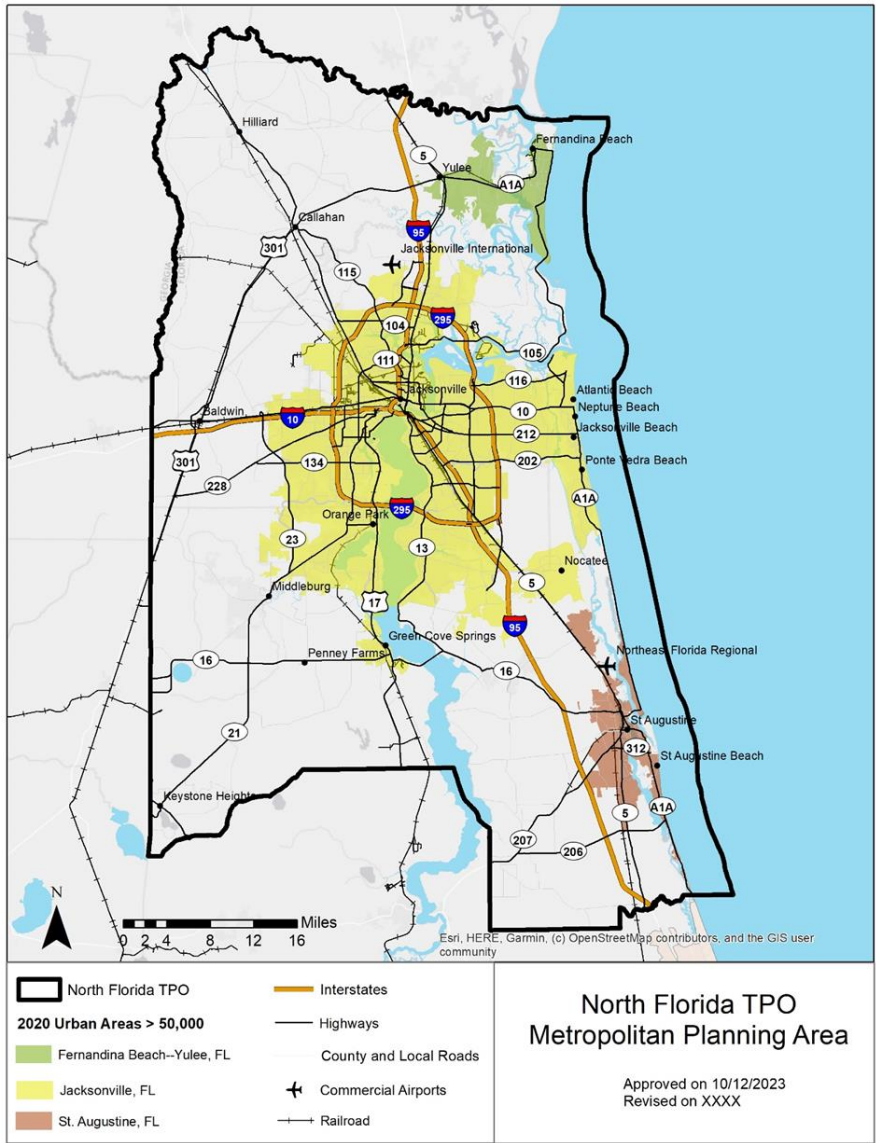 Hilliard
Fernandina Beach
5
Yulee
A1A
Callahan
95
301
Jacksonville International
115
GEORGIA
FLORIDA
295
104
105
111
116
Atlantic Beach
Jacksonville
Baldwin
10
10
Neptune Beach
212
Jacksonville Beach
301
134
202
Ponte Vedra Beach
228
A1A
295
Orange Park
23
13
Nocatee
5
Middleburg
17
95
Green Cove Springs
Northeast Florida Regional
16
Penney Farms
16
St Augustine
21
312
St Augustine Beach
Keystone Heights
5
A1A
207
206
N
Miles
0 2 4 8 12 16
Esri, HERE, Garmin, (c) OpenStreetMap contributors, and the GIS user
community
North Florida TPO
2020 Urban Areas > 50,000
Fernandina Beach--Yulee, FL
Jacksonville, FL
St. Augustine, FL
Interstates
Highways
County and Local Roads
Commercial Airports
Railroad
North Florida TPO
Metropolitan Planning Area
Approved on 10/12/2023
Revised on XXXX